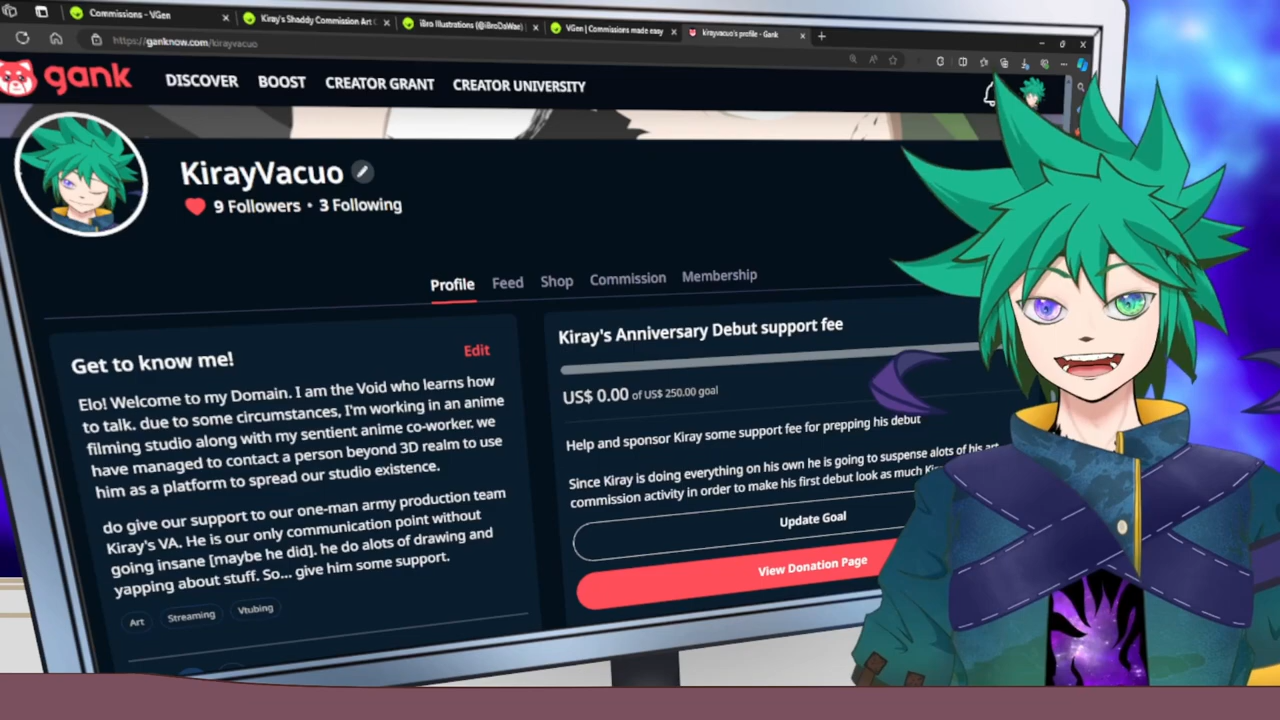 Commissions - VGen
Kiray's Shaddy Commission Art
iBro Illustrations (@iBroDaWae)
VGen | Commissions made easy
kirayvacuo's profile - Gank
https://ganknow.com/kirayvacuo
gank
DISCOVER BOOST CREATOR GRANT CREATOR UNIVERSITY
KirayVacuo
9 Followers • 3 Following
Profile Feed Shop Commission Membership
Get to know me!
Edit
Elo! Welcome to my Domain. I am the Void who learns how
to talk. due to some circumstances, I'm working in an anime
filming studio along with my sentient anime co-worker. we
have managed to contact a person beyond 3D realm to use
him as a platform to spread our studio existence.
do give our support to our one-man army production team
Kiray's VA. He is our only communication point without
going insane [maybe he did]. he do alots of drawing and
yapping about stuff. So... give him some support.
Art Streaming Vtubing
Kiray's Anniversary Debut support fee
US$ 0.00 of US$ 250.00 goal
Help and sponsor Kiray some support fee for prepping his debut
Since Kiray is doing everything on his own he is going to suspense alots of his art
commission activity in order to make his first debut look as much
Update Goal
View Donation Page